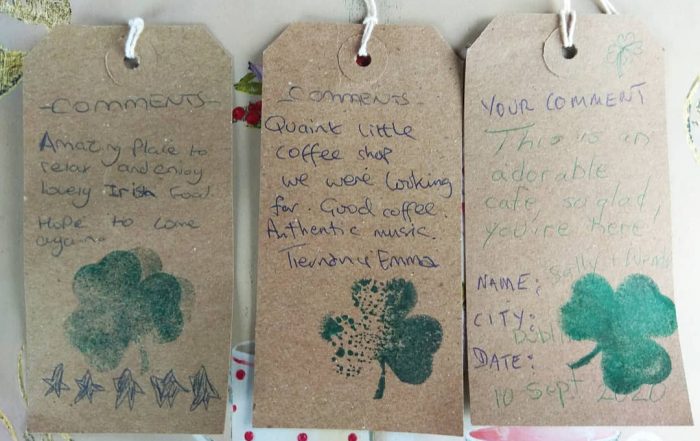 -COMMENTS-
Amazing Place to
relax and enjoy
lovely Irish Food
Hope to come
again
-COMMENTS-
Quaint little
coffee shop
we were looking
for. Good coffee.
Authentic music.
Tiernan & Emma
YOUR COMMENT
This is an
adorable
cafe, so glad
you're here
Sally +
NAME:
CITY:
Dublin
DATE:
10 Sept 2020